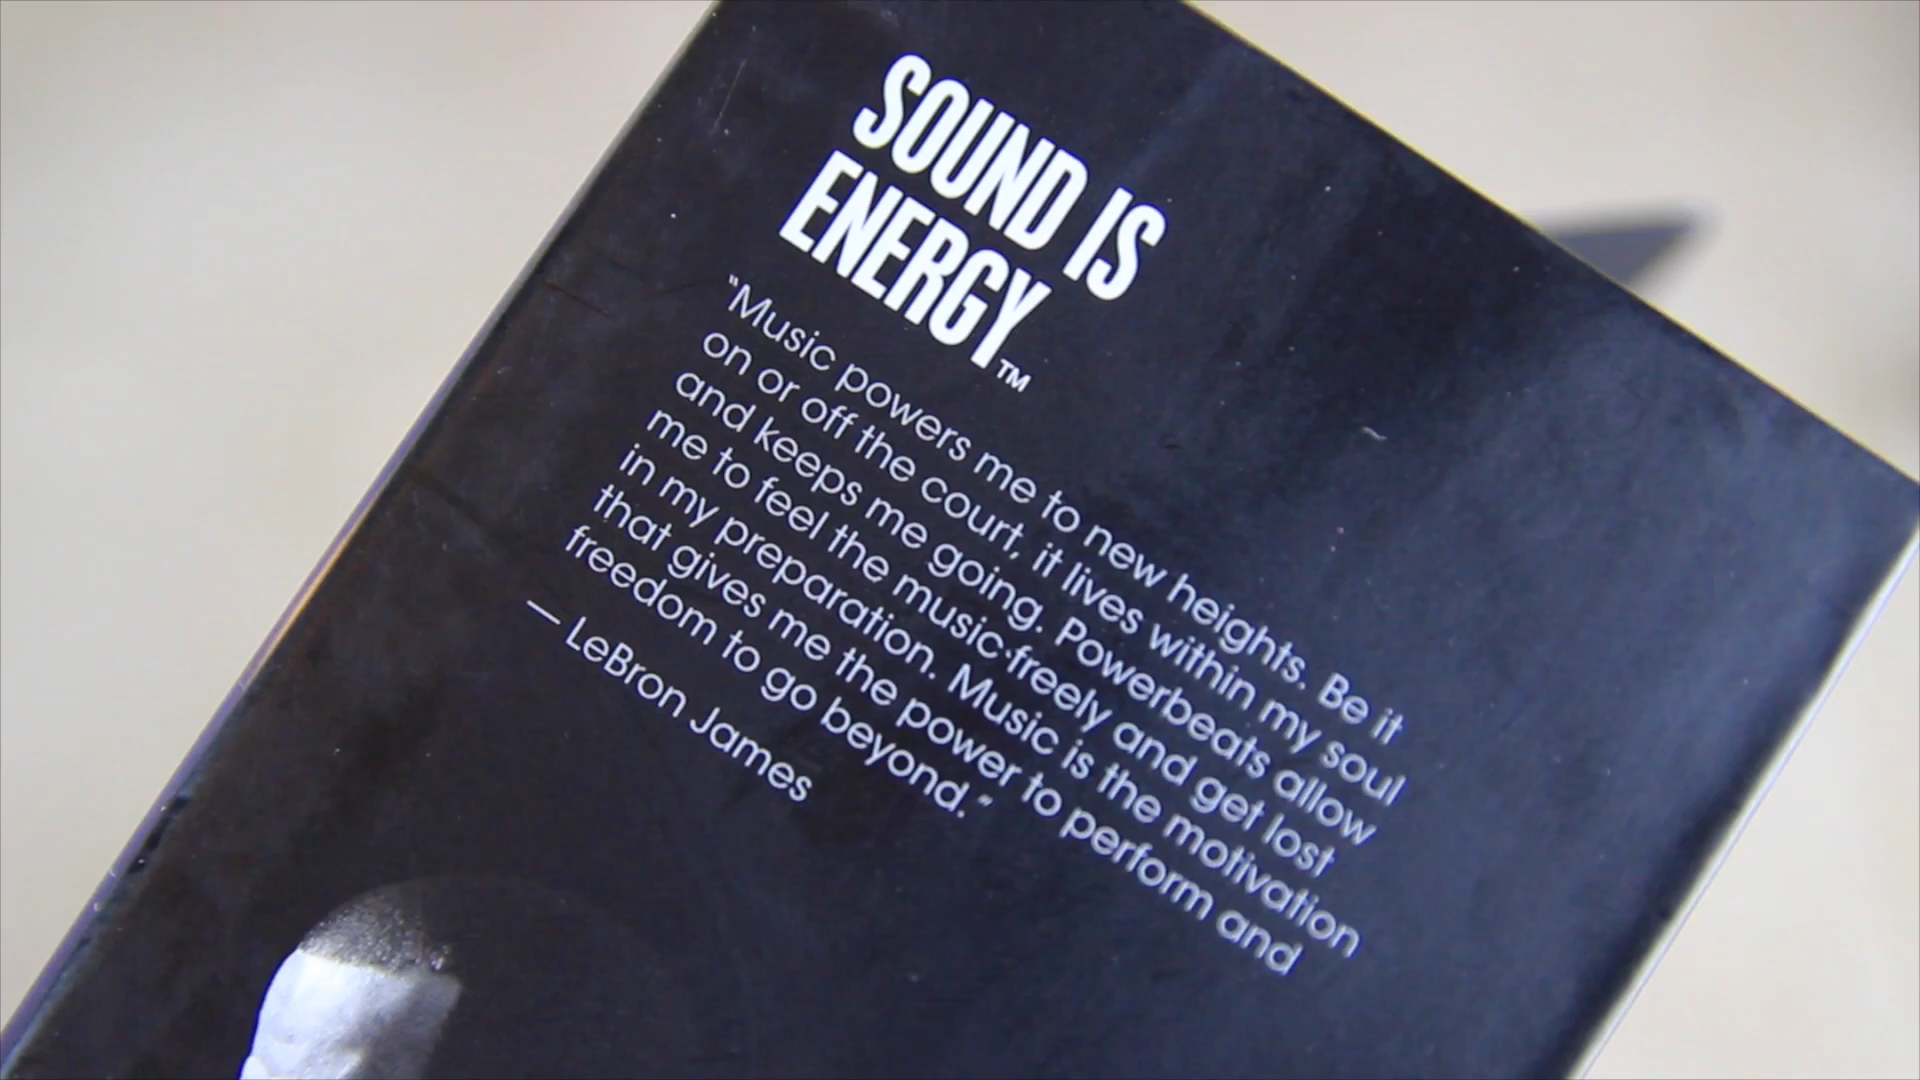 SOUND IS
ENERGY™
"Music powers me to new heights. Be it
on or off the court, it lives within my soul
and keeps me going. Powerbeats allow
me to feel the music freely and get lost
in my preparation. Music is the motivation
that gives me the power to perform and
freedom to go beyond."
— LeBron James